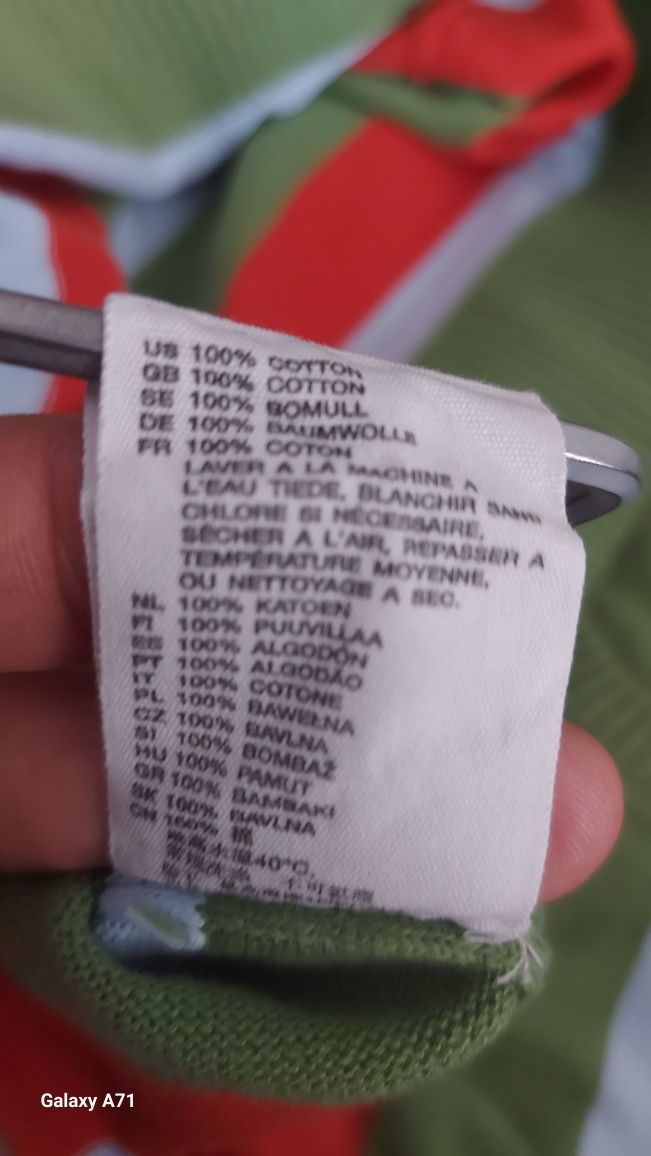 US 100% COTTON
GB 100% COTTON
SE 100% BOMULL
DE 100% BAUMWOLLE
FR 100% COTON
LAVER A LA MACHINE A
L'EAU TIEDE, BLANCHIR SANS
CHLORE SI NÉCESSAIRE,
SÉCHER A L'AIR, REPASSER A
TEMPÉRATURE MOYENNE,
OU NETTOYAGE A SEC.
NL 100% KATOEN
FI 100% PUUVILLAA
ES 100% ALGODÓN
PT 100% ALGODÃO
IT 100% COTONE
PL 100% BAWEŁNA
CZ 100% BAVLNA
SI 100% BOMBAŽ
HU 100% PAMUT
GR 100% BAMBAKI
SK 100% BAVLNA
CN 100% 棉
40°C,
Galaxy A71